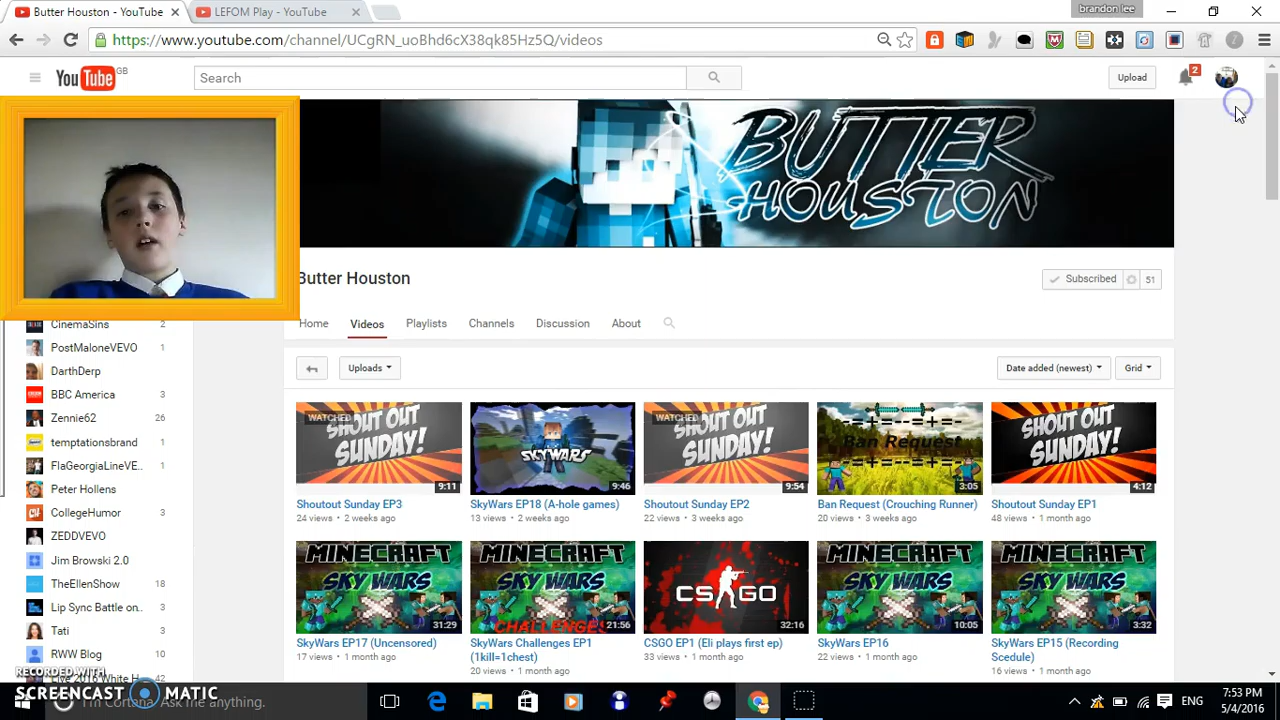 Butter Houston - YouTube
LEFOM Play - YouTube
brandon lee
https://www.youtube.com/channel/UCgRN_uoBhd6cX38qk85Hz5Q/videos
YouTube GB
Search
Upload
2
BUTTER
HOUSTON
Butter Houston
Subscribed 51
Home Videos Playlists Channels Discussion About
Uploads
Date added (newest) Grid
CinemaSins 2
PostMaloneVEVO 1
DarthDerp
BBC America 2
Zennie62 26
temptationsbrand 1
FlaGeorgiaLineVE.. 1
Peter Hollens
CollegeHumor 3
ZEDDVEVO
Jim Browski 2.0
TheEllenShow 18
Lip Sync Battle on.. 3
Tati 3
RWW Blog 10
WATCHED
SHOUT OUT
SUNDAY!
9:11
Shoutout Sunday EP3
24 views • 2 weeks ago
SKYWARS
9:46
SkyWars EP18 (A-hole games)
13 views • 2 weeks ago
WATCHED
SHOUT OUT
SUNDAY!
9:54
Shoutout Sunday EP2
22 views • 3 weeks ago
Ban Request
3:05
Ban Request (Crouching Runner)
20 views • 3 weeks ago
SHOUT OUT
SUNDAY!
4:12
Shoutout Sunday EP1
48 views • 1 month ago
MINECRAFT
SKY WARS
31:29
SkyWars EP17 (Uncensored)
17 views • 1 month ago
MINECRAFT
SKY WARS
CHALLENGES
21:56
SkyWars Challenges EP1
(1kill=1chest)
20 views • 1 month ago
CS GO
32:16
CSGO EP1 (Eli plays first ep)
33 views • 1 month ago
MINECRAFT
SKY WARS
10:05
SkyWars EP16
22 views • 1 month ago
MINECRAFT
SKY WARS
3:32
SkyWars EP15 (Recording
Scedule)
16 views • 1 month ago
RECORDED WITH
SCREENCAST MATIC
I'm Cortana. Ask me anything.
ENG
7:53 PM
5/4/2016